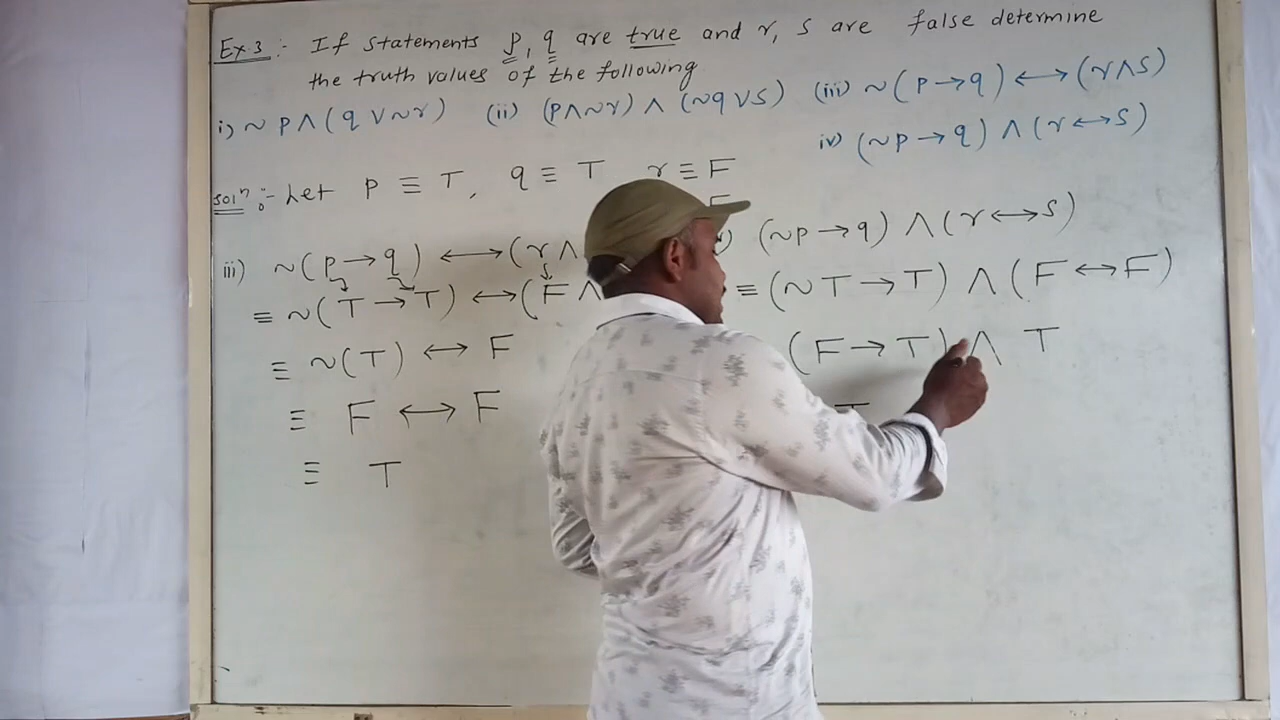 Ex.3 :- If statements p, q are true and r, s are false determine
the truth values of the following
i) ~p∧(q∨~r) (ii) (p∧~r)∧(~q∨s) (iii) ~(p→q)↔(r∧s)
iv) (~p→q)∧(r↔s)
solⁿ :- Let p ≡ T, q ≡ T r ≡ F
iii) ~(p→q) ↔(r∧
≡ ~(T→T) ↔(F∧
≡ ~(T) ↔ F
≡ F ↔ F
≡ T
(~p→q)∧(r↔s)
≡(~T→T)∧(F↔F)
(F→T)∧ T
T